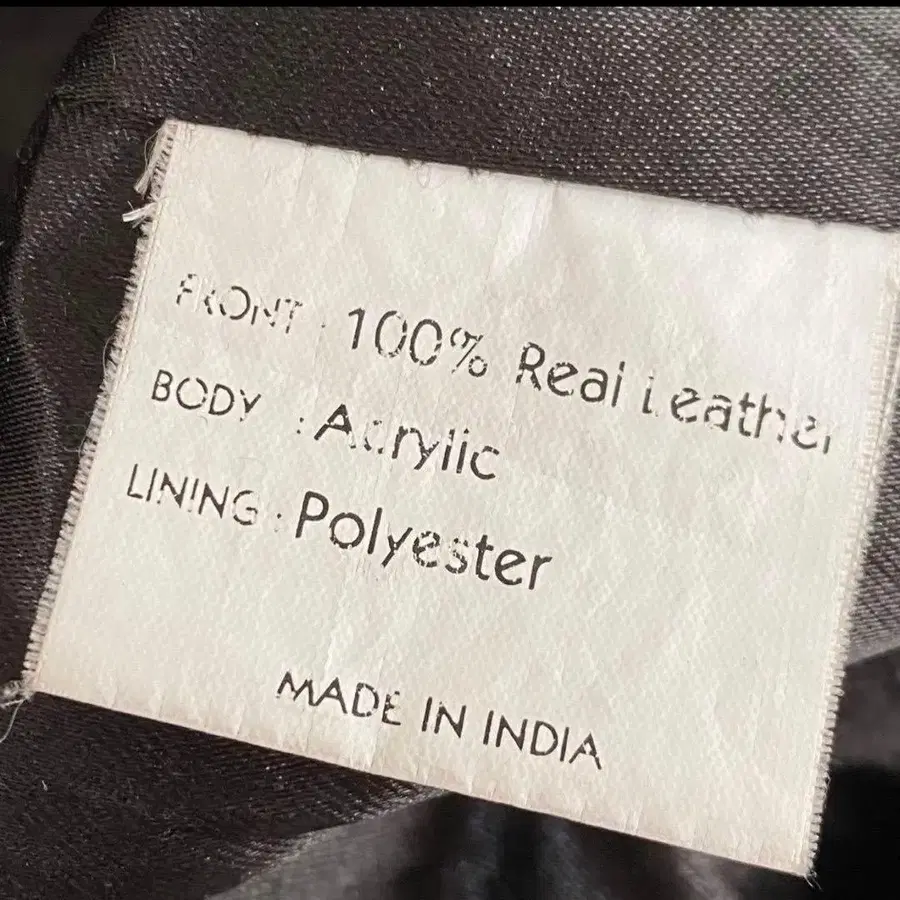 FRONT : 100% Real Leather
BODY : Acrylic
LINING : Polyester
MADE IN INDIA